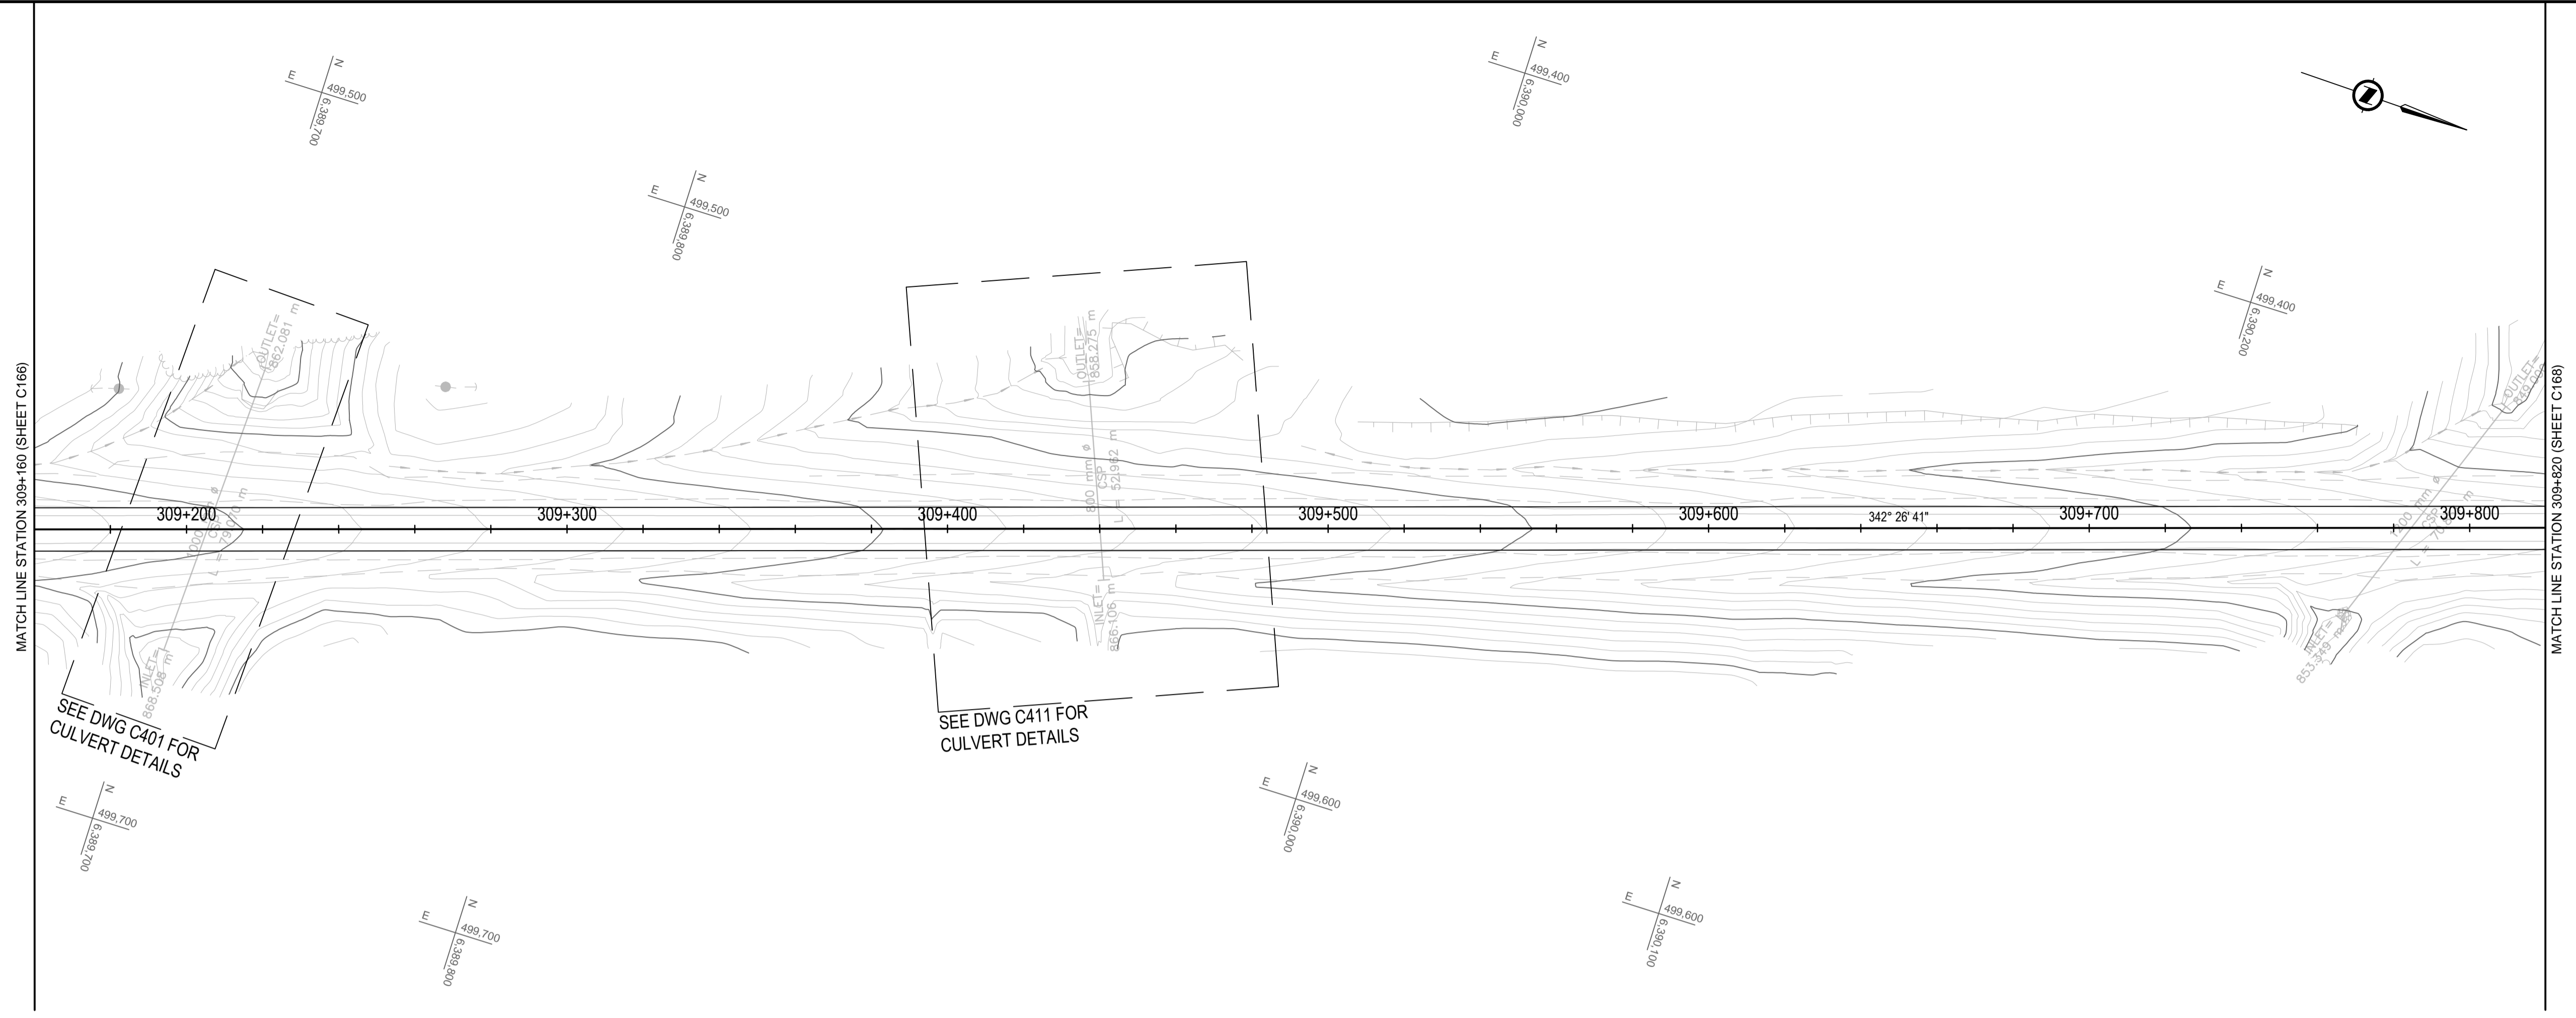 MATCH LINE STATION 309+160 (SHEET C166)
MATCH LINE STATION 309+820 (SHEET C168)
E
N
499,500
6,389,700
E
N
499,500
6,389,800
E
N
499,400
6,390,000
E
N
499,400
6,390,200
OUTLET=
862.081 m
OUTLET=
858.275 m
OUTLET=
800 mm ø
CSP
L = 52.962 m
CSP
309+200
309+300
309+400
309+500
309+600
342° 26' 41"
309+700
309+800
INLET=
868.508 m
INLET=
866.106 m
INLET=
853.349 m
SEE DWG C401 FOR
CULVERT DETAILS
SEE DWG C411 FOR
CULVERT DETAILS
E
N
499,700
6,389,700
E
N
499,700
6,389,800
E
N
499,600
6,390,000
E
N
499,600
6,390,100